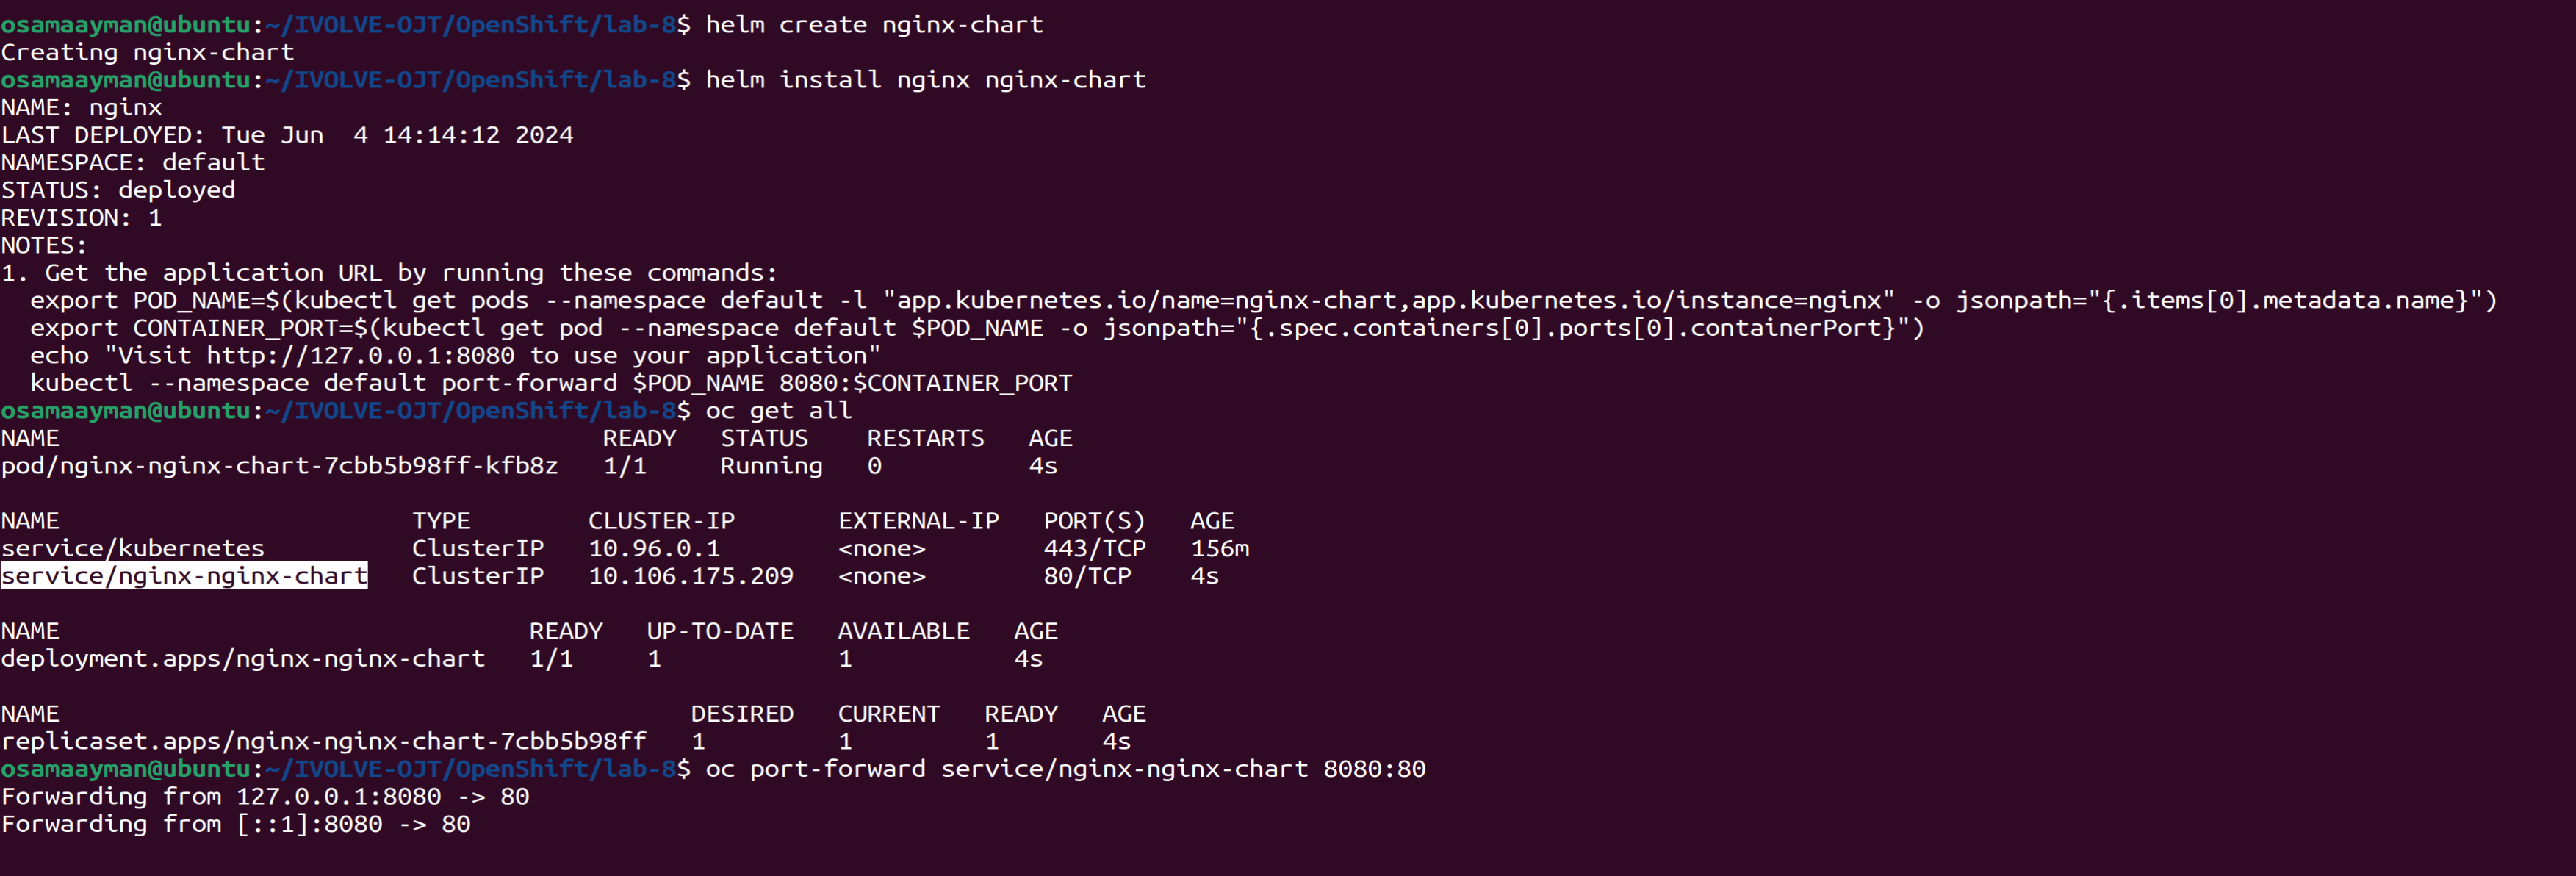 osamaayman@ubuntu:~/IVOLVE-OJT/OpenShift/lab-8$ helm create nginx-chart
Creating nginx-chart
osamaayman@ubuntu:~/IVOLVE-OJT/OpenShift/lab-8$ helm install nginx nginx-chart
NAME: nginx
LAST DEPLOYED: Tue Jun  4 14:14:12 2024
NAMESPACE: default
STATUS: deployed
REVISION: 1
NOTES:
1. Get the application URL by running these commands:
  export POD_NAME=$(kubectl get pods --namespace default -l "app.kubernetes.io/name=nginx-chart,app.kubernetes.io/instance=nginx" -o jsonpath="{.items[0].metadata.name}")
  export CONTAINER_PORT=$(kubectl get pod --namespace default $POD_NAME -o jsonpath="{.spec.containers[0].ports[0].containerPort}")
  echo "Visit http://127.0.0.1:8080 to use your application"
  kubectl --namespace default port-forward $POD_NAME 8080:$CONTAINER_PORT
osamaayman@ubuntu:~/IVOLVE-OJT/OpenShift/lab-8$ oc get all
NAME                                     READY   STATUS    RESTARTS   AGE
pod/nginx-nginx-chart-7cbb5b98ff-kfb8z   1/1     Running   0          4s
NAME                        TYPE        CLUSTER-IP       EXTERNAL-IP   PORT(S)   AGE
service/kubernetes          ClusterIP   10.96.0.1        <none>        443/TCP   156m
service/nginx-nginx-chart   ClusterIP   10.106.175.209   <none>        80/TCP    4s
NAME                                READY   UP-TO-DATE   AVAILABLE   AGE
deployment.apps/nginx-nginx-chart   1/1     1            1           4s
NAME                                           DESIRED   CURRENT   READY   AGE
replicaset.apps/nginx-nginx-chart-7cbb5b98ff   1         1         1       4s
osamaayman@ubuntu:~/IVOLVE-OJT/OpenShift/lab-8$ oc port-forward service/nginx-nginx-chart 8080:80
Forwarding from 127.0.0.1:8080 -> 80
Forwarding from [::1]:8080 -> 80